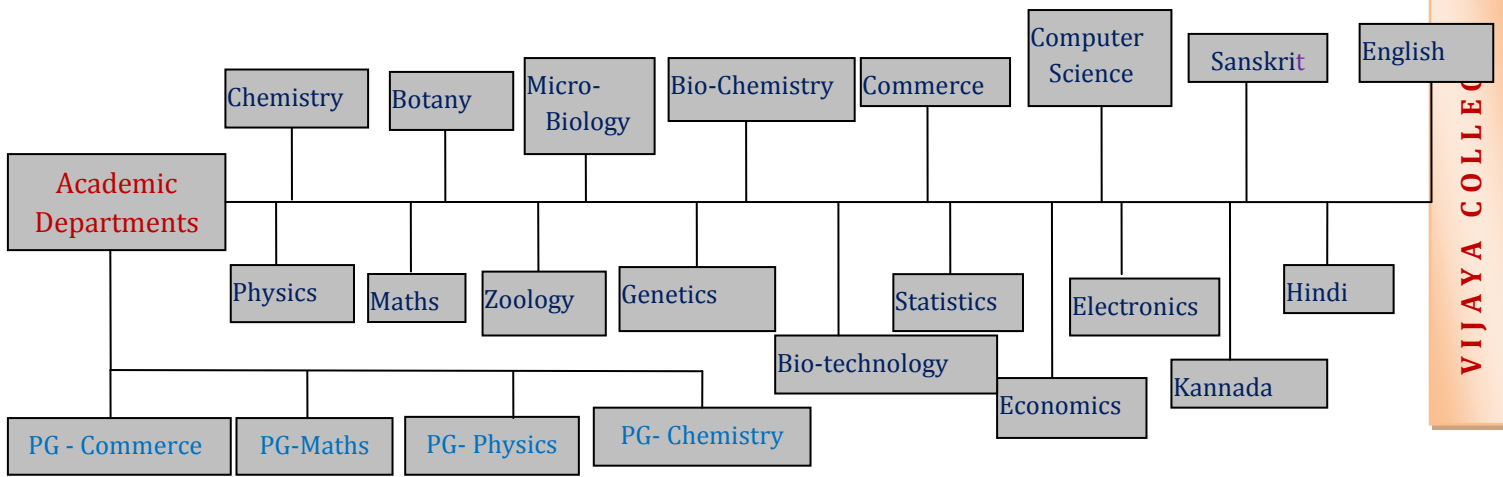 Computer
Science
Sanskrit
English
Chemistry
Botany
Micro-
Biology
Bio-Chemistry
Commerce
Academic
Departments
Physics
Maths
Zoology
Genetics
Bio-technology
Statistics
Economics
Electronics
Kannada
Hindi
PG - Commerce
PG-Maths
PG- Physics
PG- Chemistry
VIJAYA COLLE